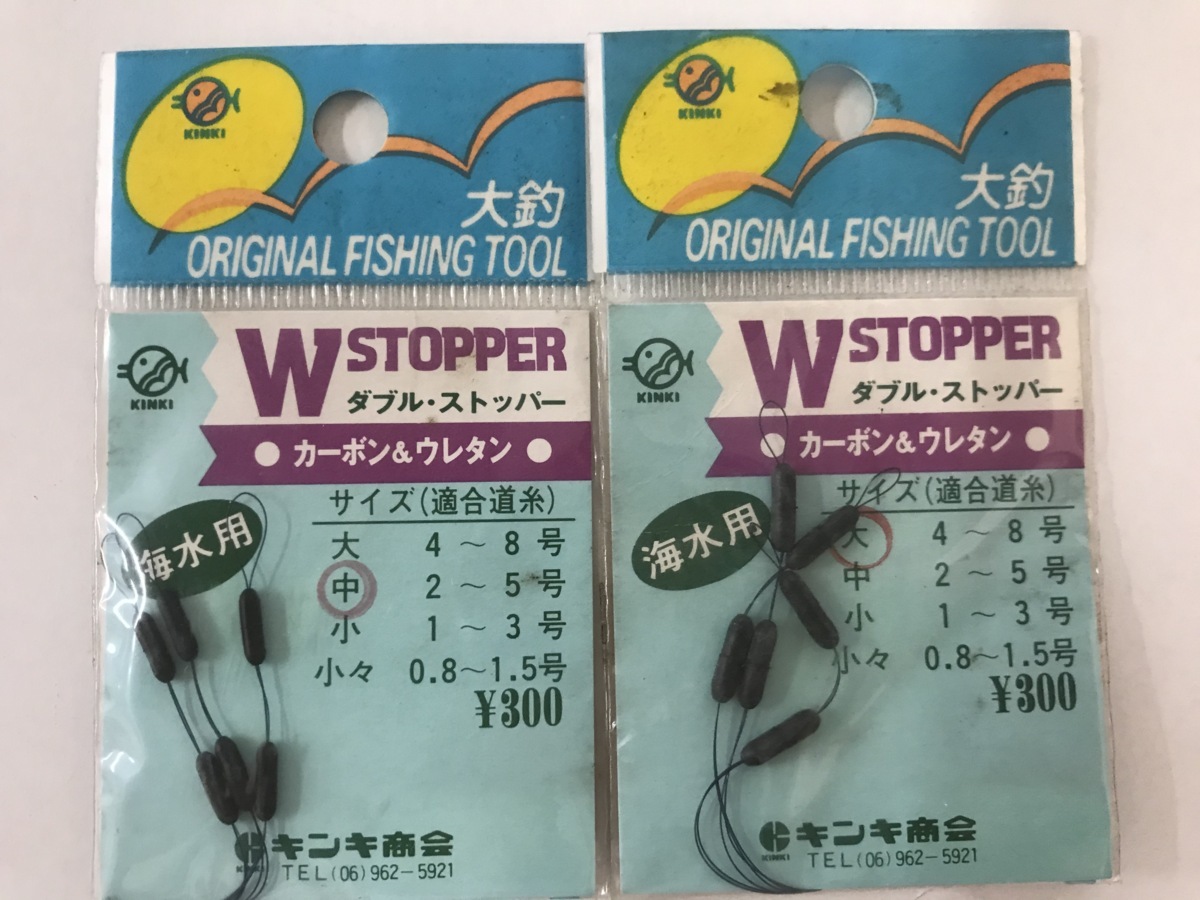 KINKI
大釣
ORIGINAL FISHING TOOL
KINKI
W STOPPER
ダブル・ストッパー
● カーボン&ウレタン ●
海水用
サイズ(適合道糸)
大 4～8号
中 2～5号
小 1～3号
小々 0.8～1.5号
¥300
キンキ商会
KINKI
TEL(06)962-5921
KINKI
大釣
ORIGINAL FISHING TOOL
KINKI
W STOPPER
ダブル・ストッパー
● カーボン&ウレタン ●
海水用
サイズ(適合道糸)
大 4～8号
中 2～5号
小 1～3号
小々 0.8～1.5号
¥300
キンキ商会
KINKI
TEL(06)962-5921